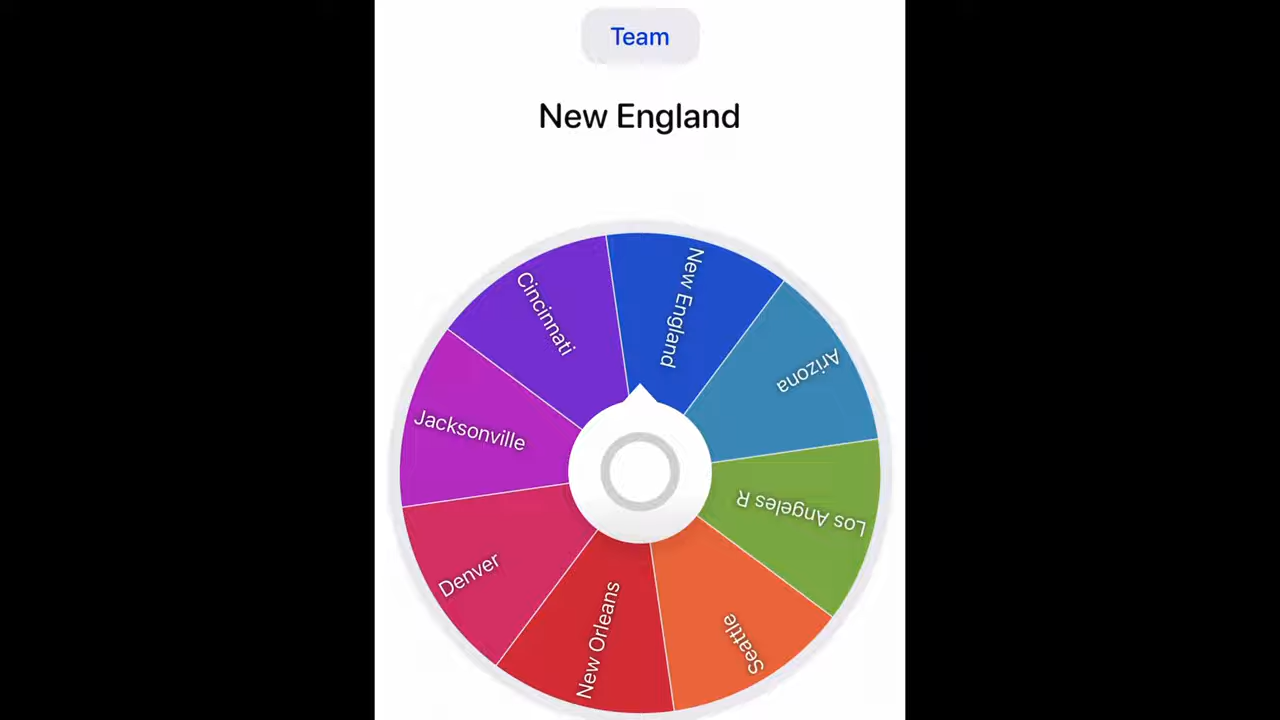 Team
New England
New England
Arizona
Los Angeles R
Seattle
New Orleans
Denver
Jacksonville
Cincinnati